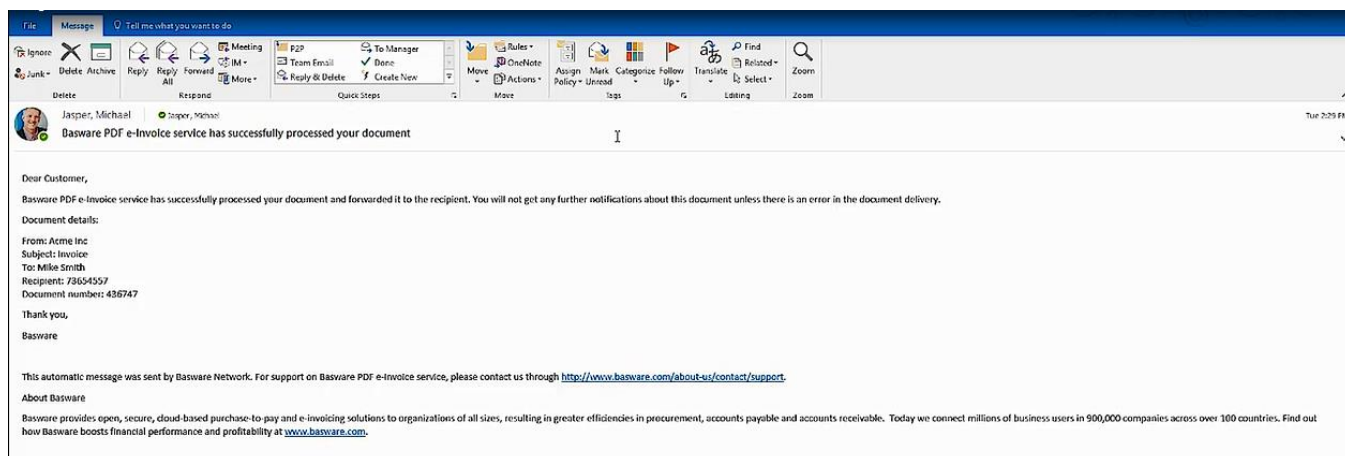 File Message Tell me what you want to do
Ignore Meeting P2P To Manager Rules Find
IM Team Email Done OneNote Related
Junk Delete Archive Reply Reply All Forward More Reply & Delete Create New Move Actions Assign Policy Mark Unread Categorize Follow Up Translate Select Zoom
Delete Respond Quick Steps Move Tags Editing Zoom
Jasper, Michael Jasper, Michael Tue 2:29 PM
Basware PDF e-Invoice service has successfully processed your document
Dear Customer,
Basware PDF e-Invoice service has successfully processed your document and forwarded it to the recipient. You will not get any further notifications about this document unless there is an error in the document delivery.
Document details:
From: Acme Inc
Subject: Invoice
To: Mike Smith
Recipient: 73654557
Document number: 436747
Thank you,
Basware
This automatic message was sent by Basware Network. For support on Basware PDF e-Invoice service, please contact us through http://www.basware.com/about-us/contact/support.
About Basware
Basware provides open, secure, cloud-based purchase-to-pay and e-invoicing solutions to organizations of all sizes, resulting in greater efficiencies in procurement, accounts payable and accounts receivable. Today we connect millions of business users in 900,000 companies across over 100 countries. Find out
how Basware boosts financial performance and profitability at www.basware.com.